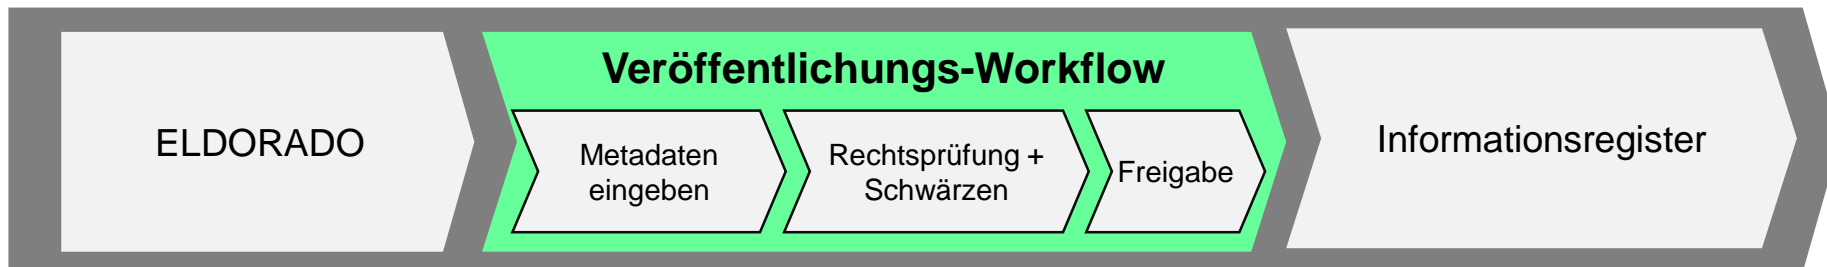 ELDORADO
Veröffentlichungs-Workflow
Metadaten
eingeben
Rechtsprüfung +
Schwärzen
Freigabe
Informationsregister